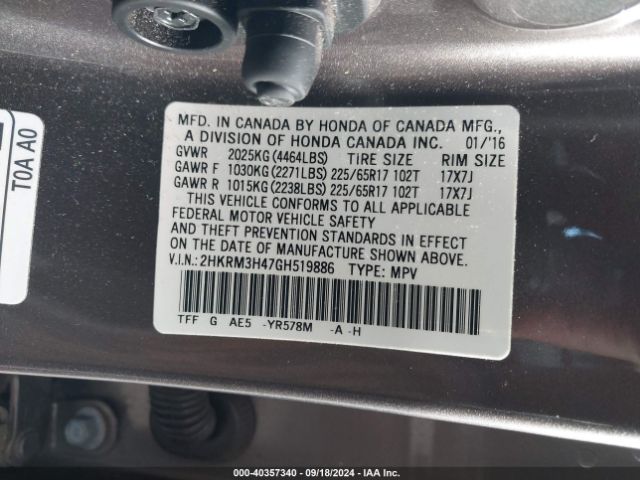 TOA A0
MFD. IN CANADA BY HONDA OF CANADA MFG.,
A DIVISION OF HONDA CANADA INC. 01/'16
GVWR 2025KG(4464LBS) TIRE SIZE RIM SIZE
GAWR F 1030KG(2271LBS) 225/65R17 102T 17X7J
GAWR R 1015KG(2238LBS) 225/65R17 102T 17X7J
THIS VEHICLE CONFORMS TO ALL APPLICABLE
FEDERAL MOTOR VEHICLE SAFETY
AND THEFT PREVENTION STANDARDS IN EFFECT
ON THE DATE OF MANUFACTURE SHOWN ABOVE.
V.I.N.:2HKRM3H47GH519886 TYPE: MPV
TFF G AE5 -YR578M -A -H
000-40357340 - 09/18/2024 - IAA Inc.